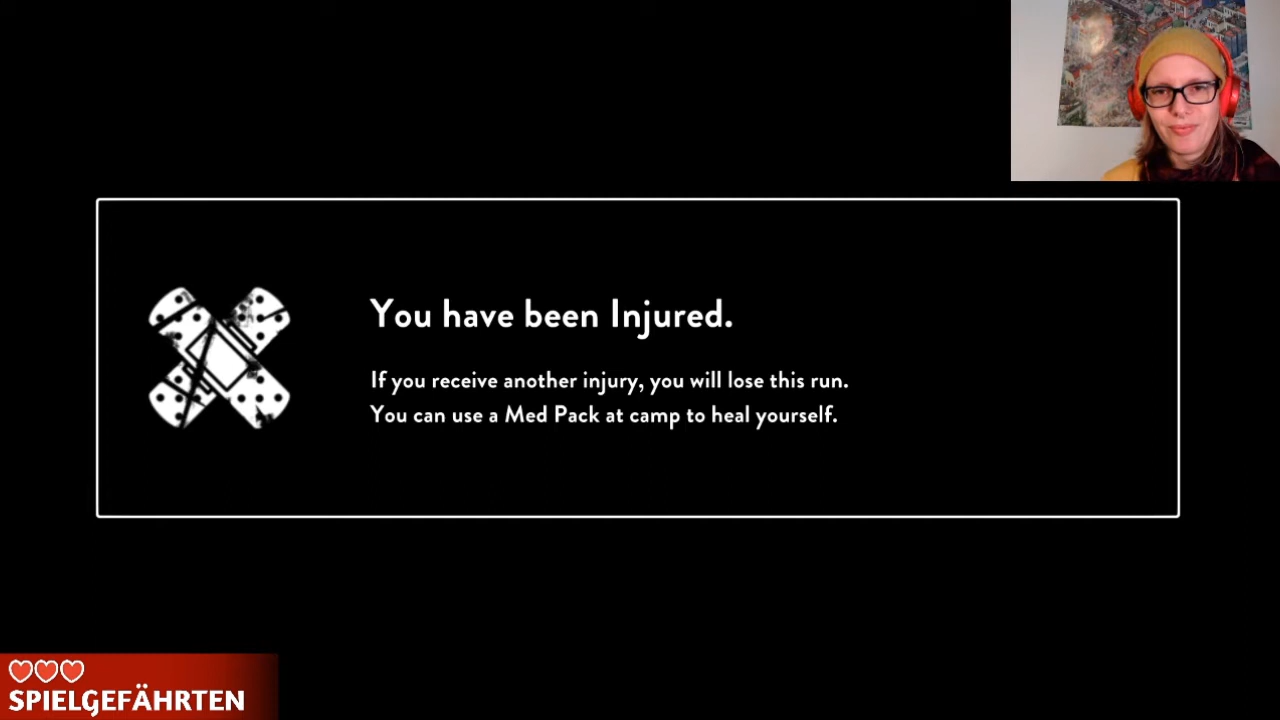 You have been Injured.
If you receive another injury, you will lose this run.
You can use a Med Pack at camp to heal yourself.
SPIELGEFÄHRTEN